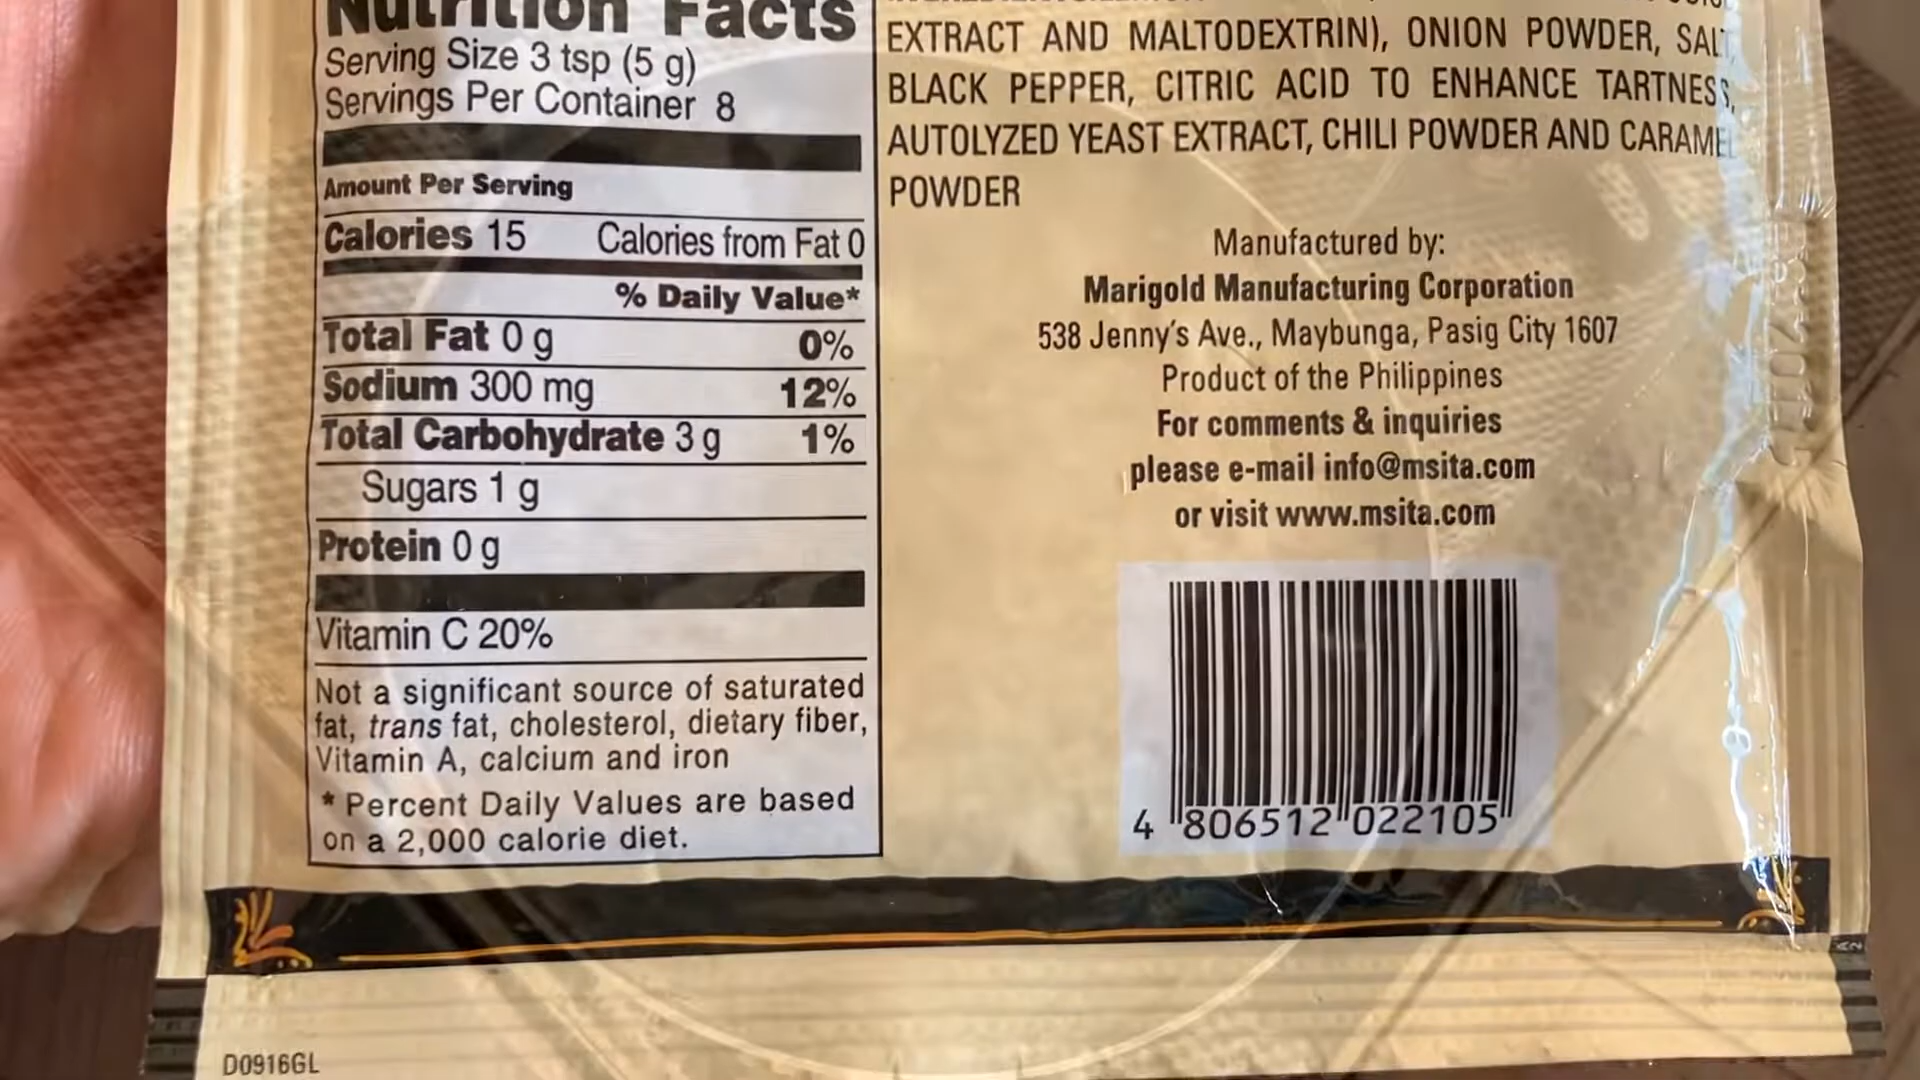 Nutrition Facts
Serving Size 3 tsp (5 g)
Servings Per Container 8
Amount Per Serving
Calories 15 Calories from Fat 0
% Daily Value*
Total Fat 0 g 0%
Sodium 300 mg 12%
Total Carbohydrate 3 g 1%
Sugars 1 g
Protein 0 g
Vitamin C 20%
Not a significant source of saturated
fat, trans fat, cholesterol, dietary fiber,
Vitamin A, calcium and iron
* Percent Daily Values are based
on a 2,000 calorie diet.
EXTRACT AND MALTODEXTRIN), ONION POWDER, SALT,
BLACK PEPPER, CITRIC ACID TO ENHANCE TARTNESS,
AUTOLYZED YEAST EXTRACT, CHILI POWDER AND CARAMEL
POWDER
Manufactured by:
Marigold Manufacturing Corporation
538 Jenny's Ave., Maybunga, Pasig City 1607
Product of the Philippines
For comments & inquiries
please e-mail info@msita.com
or visit www.msita.com
4 806512 022105
D0916GL